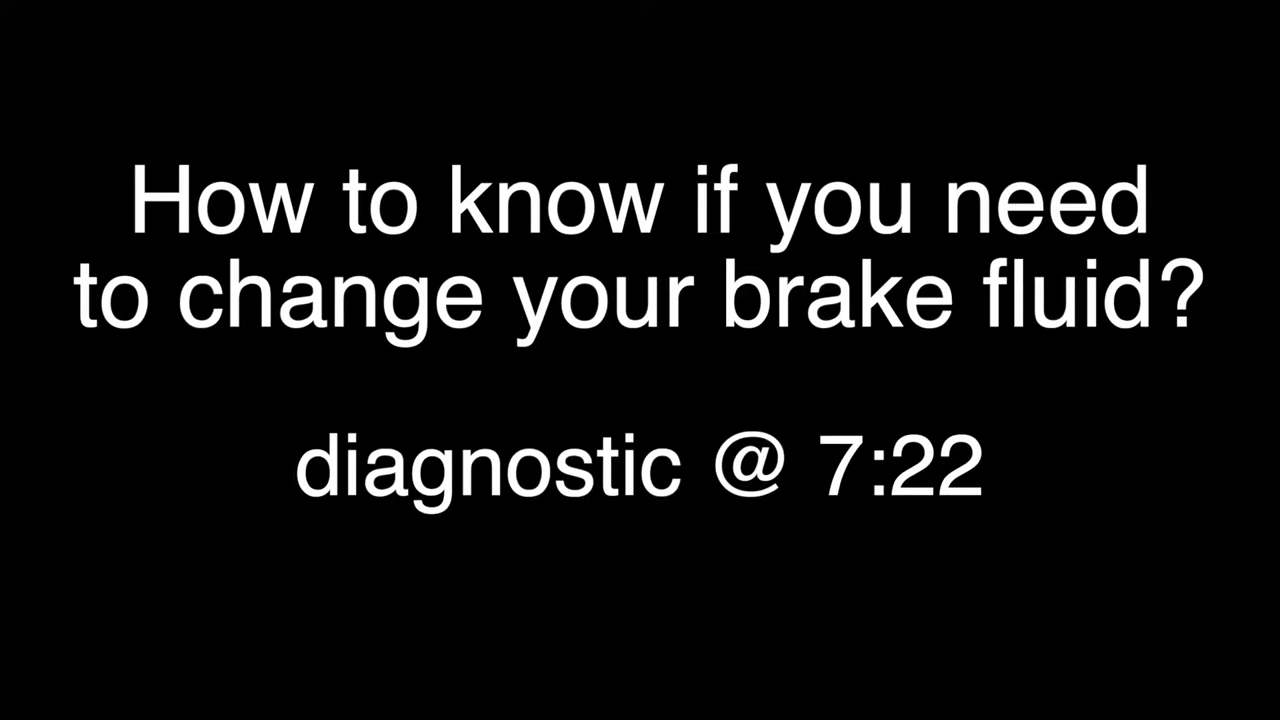 How to know if you need
to change your brake fluid?
diagnostic @ 7:22